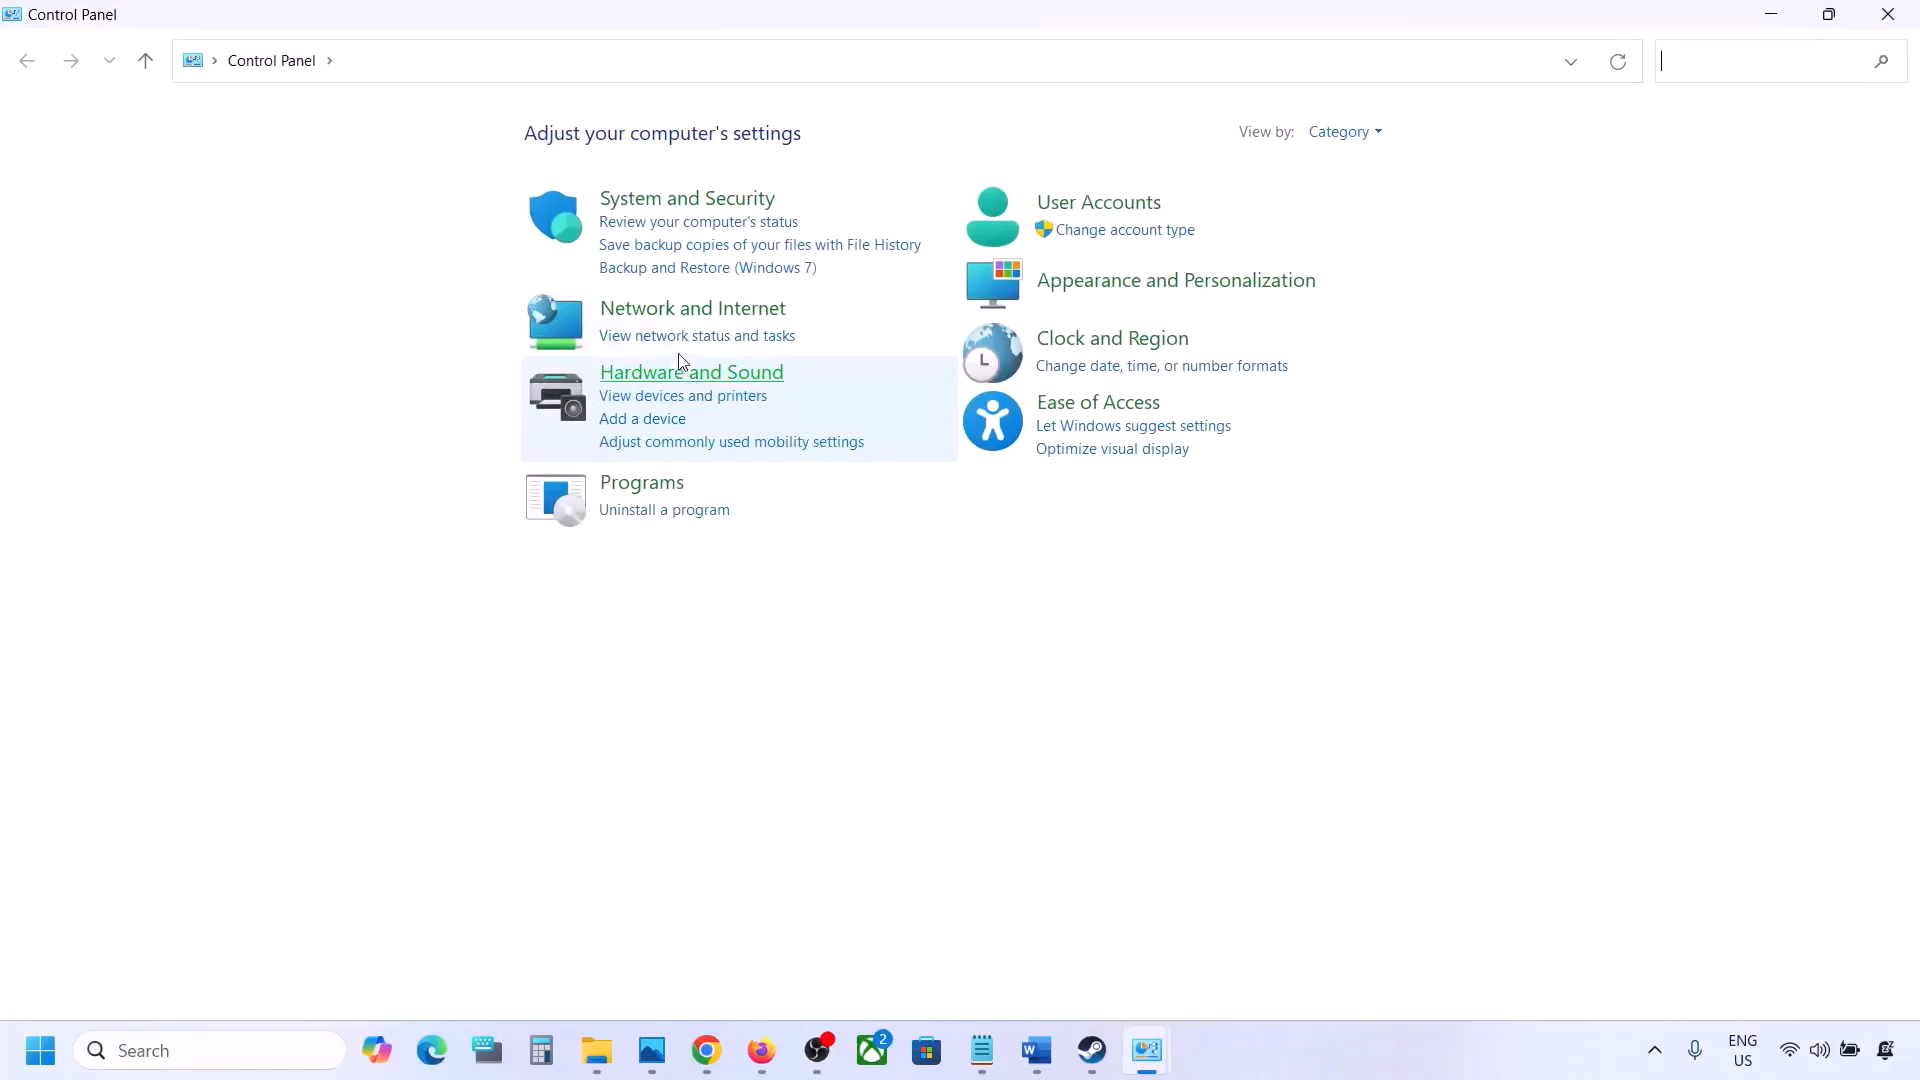 Control Panel
Control Panel
Adjust your computer's settings
View by: Category
System and Security
Review your computer's status
Save backup copies of your files with File History
Backup and Restore (Windows 7)
Network and Internet
View network status and tasks
Hardware and Sound
View devices and printers
Add a device
Adjust commonly used mobility settings
Programs
Uninstall a program
User Accounts
Change account type
Appearance and Personalization
Clock and Region
Change date, time, or number formats
Ease of Access
Let Windows suggest settings
Optimize visual display
Search
2
ENG
US